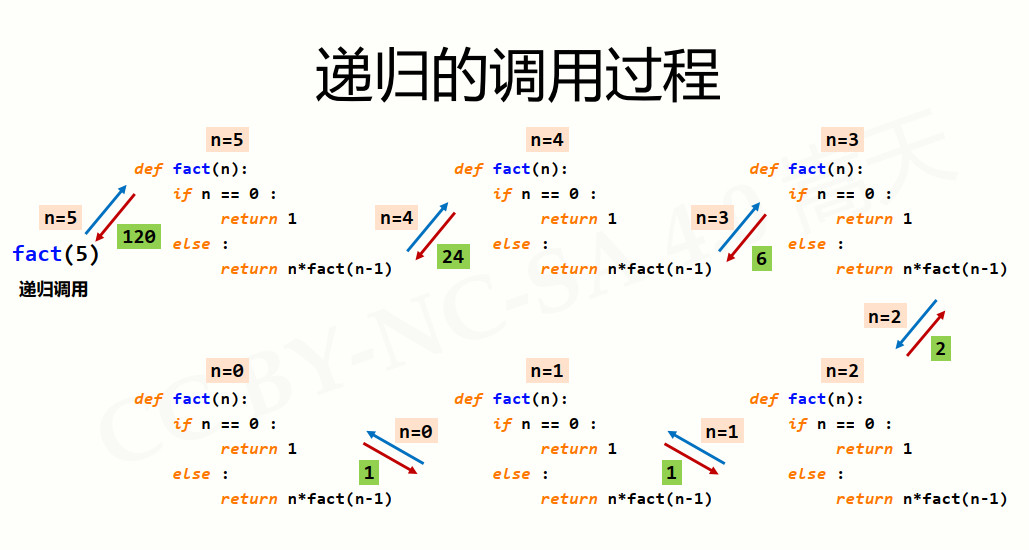 递归的调用过程
n=5
def fact(n):
if n == 0 :
return 1
else :
return n*fact(n-1)
n=5
120
fact(5)
递归调用
n=4
def fact(n):
if n == 0 :
return 1
else :
return n*fact(n-1)
n=4
24
n=3
def fact(n):
if n == 0 :
return 1
else :
return n*fact(n-1)
n=3
6
n=2
2
n=2
def fact(n):
if n == 0 :
return 1
else :
return n*fact(n-1)
n=1
1
n=1
def fact(n):
if n == 0 :
return 1
else :
return n*fact(n-1)
n=0
1
n=0
def fact(n):
if n == 0 :
return 1
else :
return n*fact(n-1)
CC BY-NC-SA 4.0